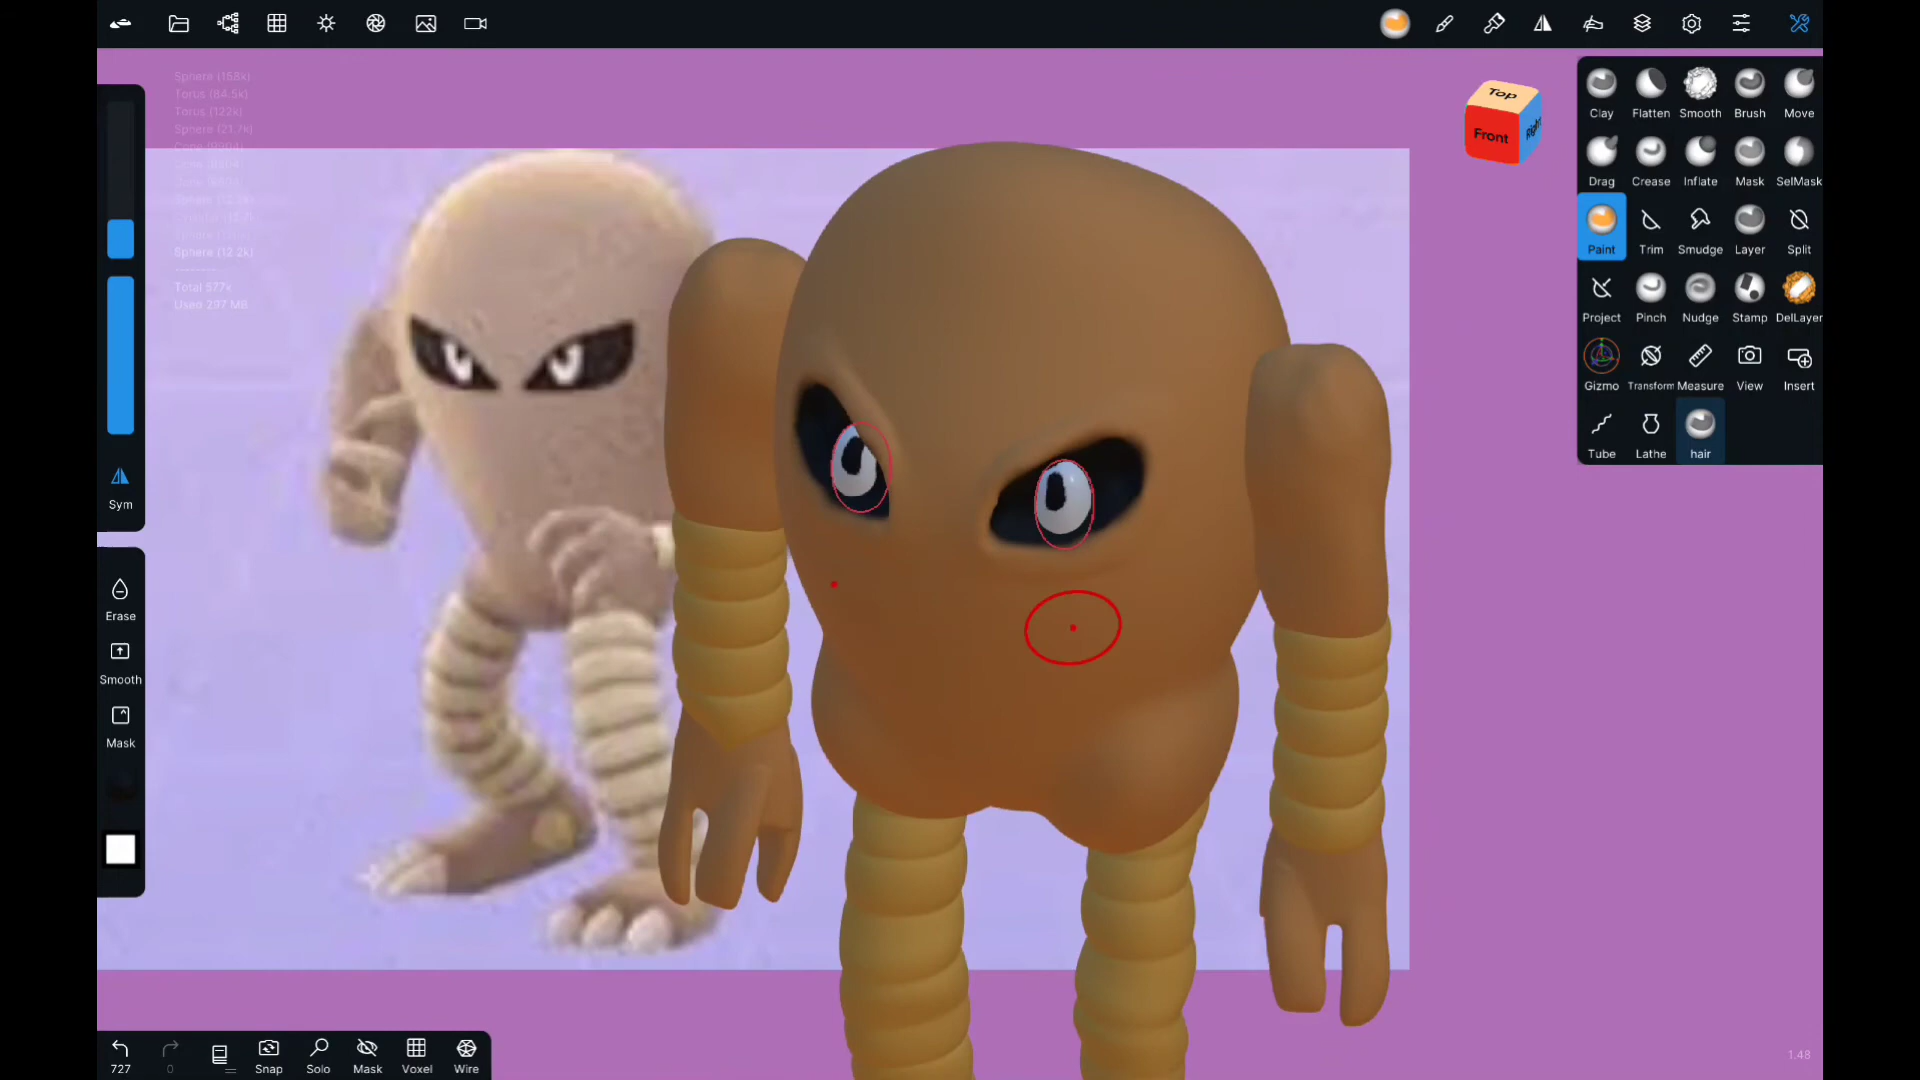 Sphere (158k)
Torus (84.5k)
Torus (122k)
Sphere (21.7k)
Sphere (12.2k)
Total 577k
Used 297 MB
Top
Front
Right
Clay Flatten Smooth Brush Move
Drag Crease Inflate Mask SelMask
Paint Trim Smudge Layer Split
Project Pinch Nudge Stamp DelLayer
Gizmo Transform Measure View Insert
Tube Lathe hair
Sym
Erase
Smooth
Mask
727 0 Snap Solo Mask Voxel Wire
1.48